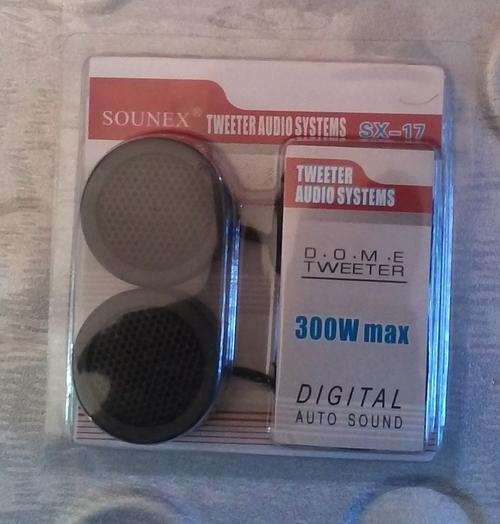 SOUNEX® TWEETER AUDIO SYSTEMS SX-17
TWEETER
AUDIO SYSTEMS
D.O.M.E
TWEETER
300W max
DIGITAL
AUTO SOUND